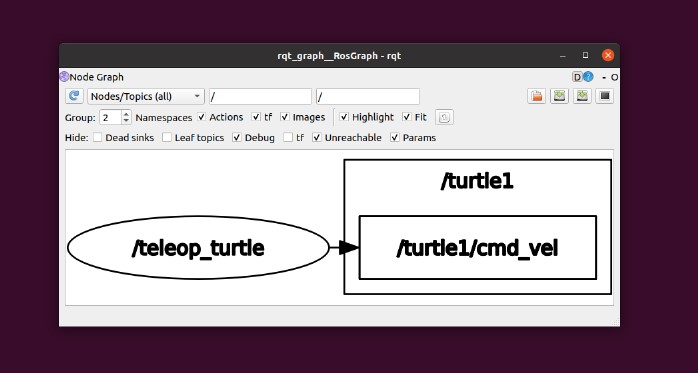 rqt_graph__RosGraph - rqt
Node Graph D ? - O
Nodes/Topics (all) / /
Group: 2 Namespaces Actions tf Images Highlight Fit
Hide: Dead sinks Leaf topics Debug tf Unreachable Params
/turtle1
/teleop_turtle /turtle1/cmd_vel